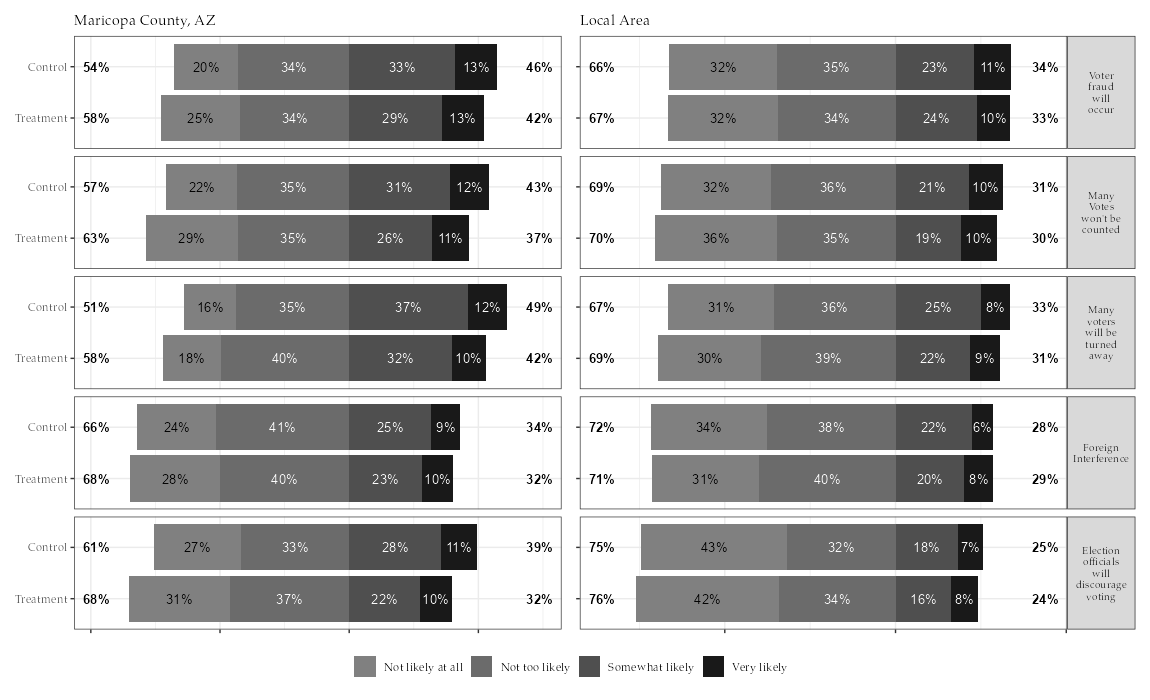 Maricopa County, AZ
Local Area
Control 54% 20% 34% 33% 13% 46% 66% 32% 35% 23% 11% 34%
Treatment 58% 25% 34% 29% 13% 42% 67% 32% 34% 24% 10% 33%
Voter
fraud
will
occur
Control 57% 22% 35% 31% 12% 43% 69% 32% 36% 21% 10% 31%
Treatment 63% 29% 35% 26% 11% 37% 70% 36% 35% 19% 10% 30%
Many
Votes
won't be
counted
Control 51% 16% 35% 37% 12% 49% 67% 31% 36% 25% 8% 33%
Treatment 58% 18% 40% 32% 10% 42% 69% 30% 39% 22% 9% 31%
Many
voters
will be
turned
away
Control 66% 24% 41% 25% 9% 34% 72% 34% 38% 22% 6% 28%
Treatment 68% 28% 40% 23% 10% 32% 71% 31% 40% 20% 8% 29%
Foreign
Interference
Control 61% 27% 33% 28% 11% 39% 75% 43% 32% 18% 7% 25%
Treatment 68% 31% 37% 22% 10% 32% 76% 42% 34% 16% 8% 24%
Election
officials
will
discourage
voting
Not likely at all Not too likely Somewhat likely Very likely